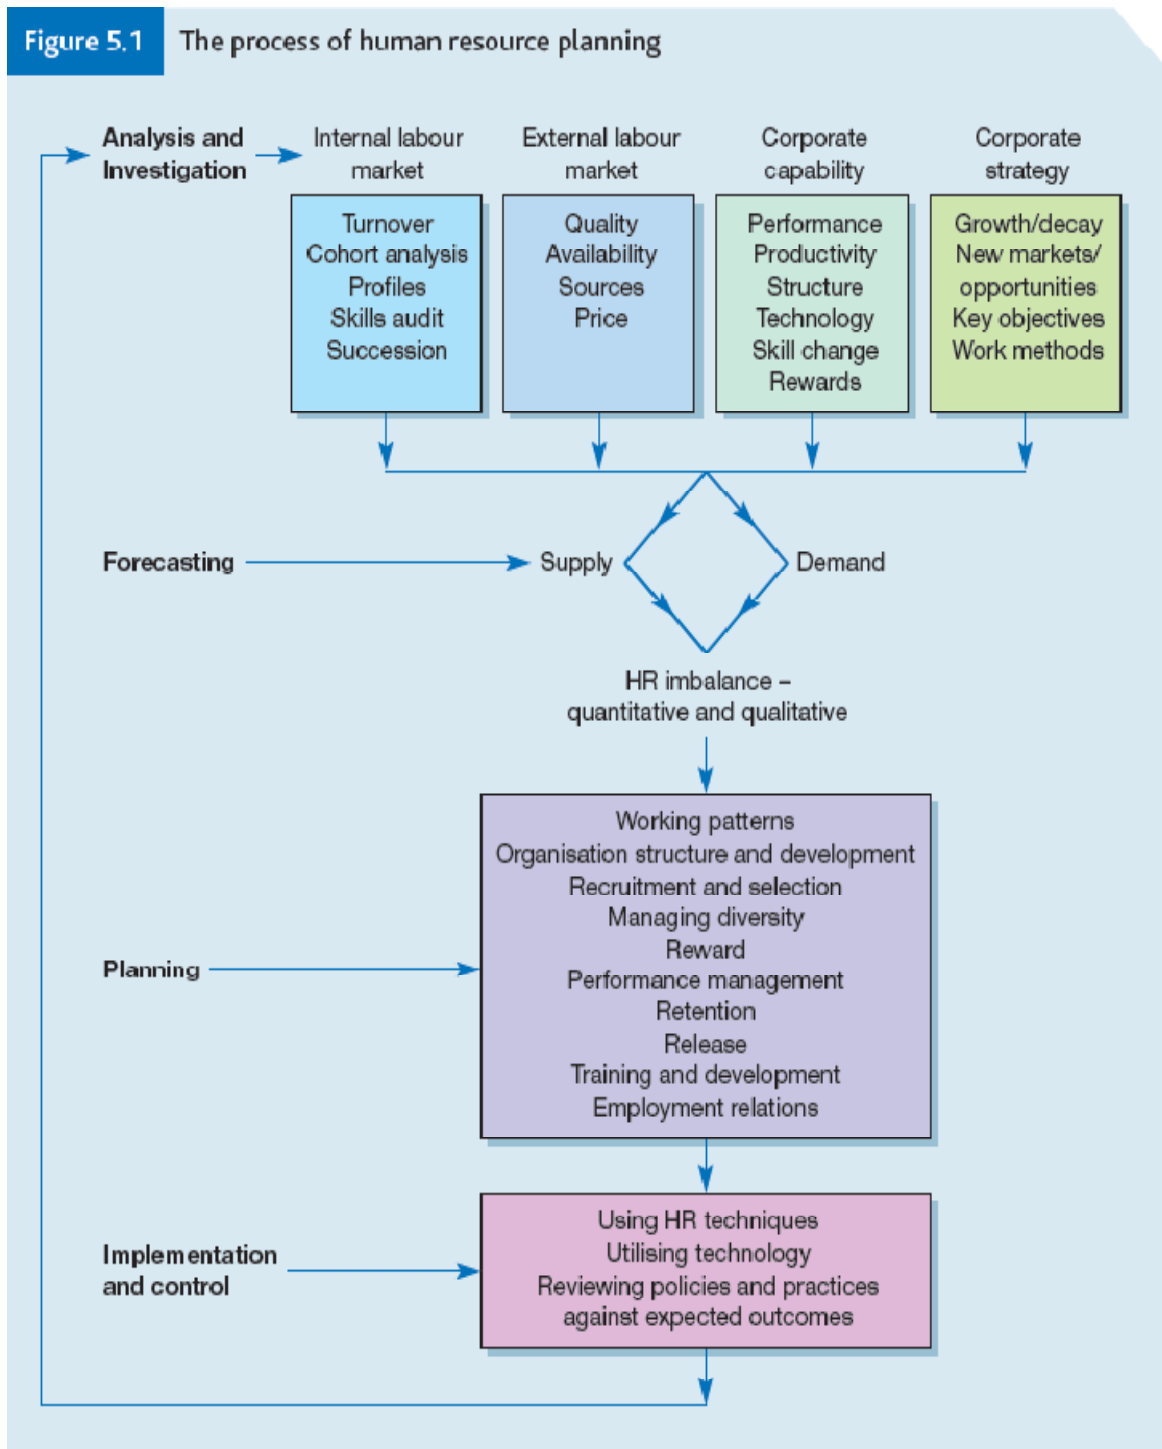 Figure 5.1 The process of human resource planning
Analysis and
Investigation
Internal labour
market
External labour
market
Corporate
capability
Corporate
strategy
Turnover
Cohort analysis
Profiles
Skills audit
Succession
Quality
Availability
Sources
Price
Performance
Productivity
Structure
Technology
Skill change
Rewards
Growth/decay
New markets/
opportunities
Key objectives
Work methods
Forecasting
Supply
Demand
HR imbalance –
quantitative and qualitative
Planning
Working patterns
Organisation structure and development
Recruitment and selection
Managing diversity
Reward
Performance management
Retention
Release
Training and development
Employment relations
Implementation
and control
Using HR techniques
Utilising technology
Reviewing policies and practices
against expected outcomes